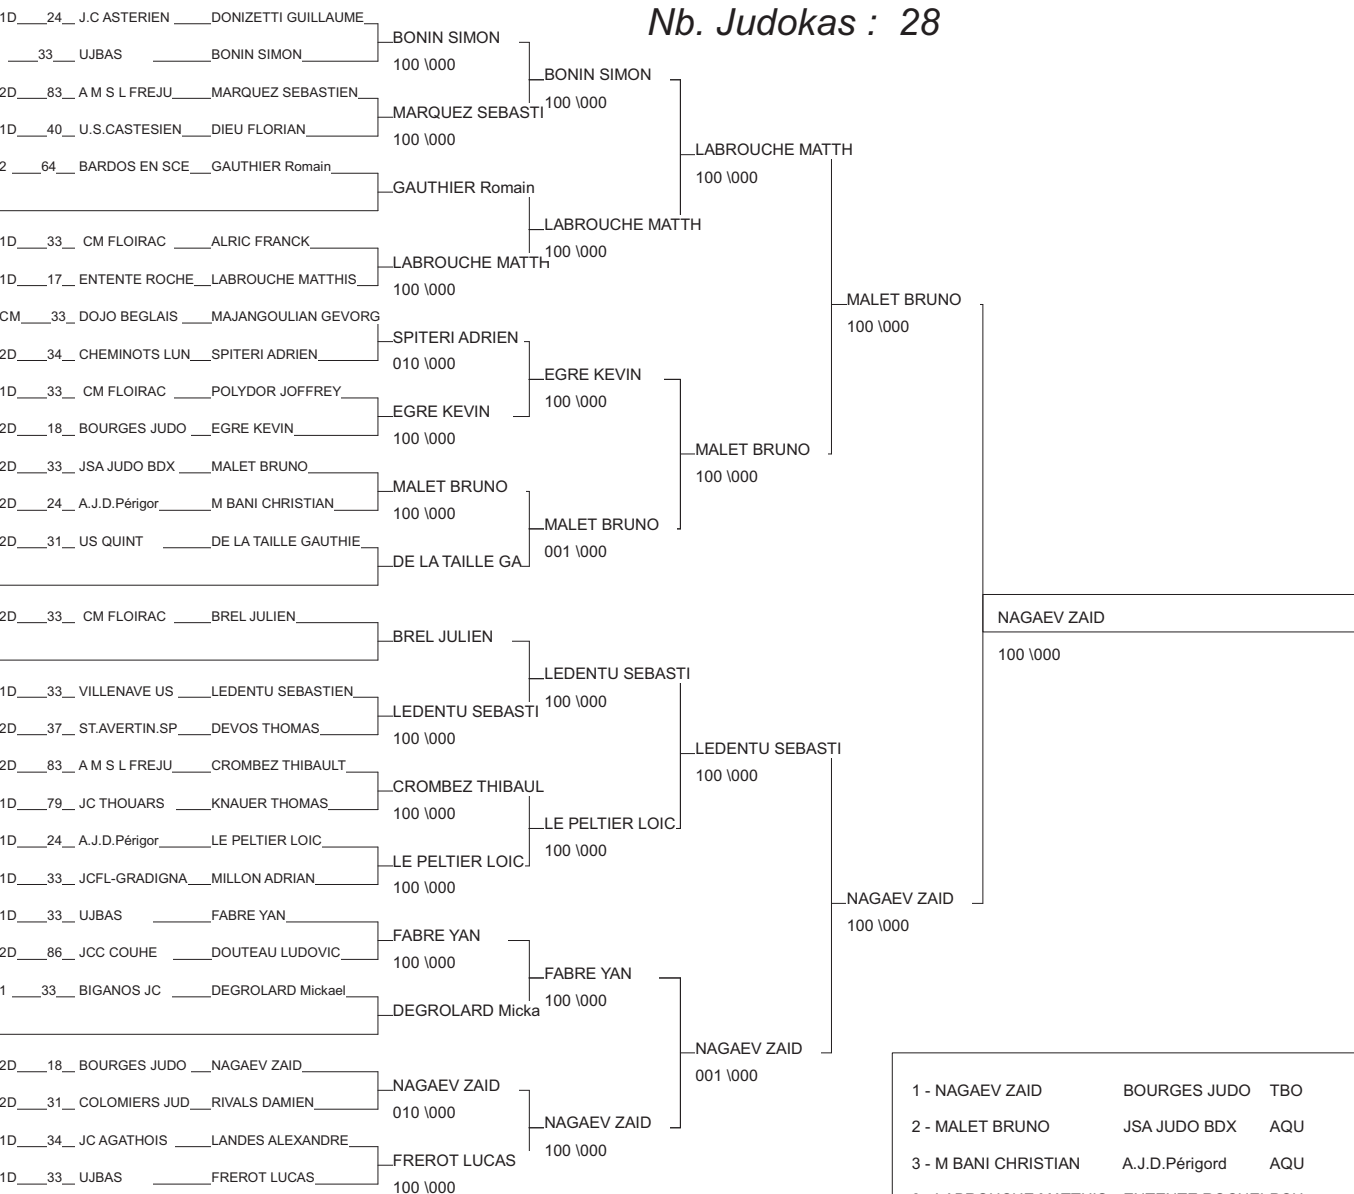 Nb. Judokas : 28
1D 24 J.C ASTERIEN DONIZETTI GUILLAUME
33 UJBAS BONIN SIMON
2D 83 A M S L FREJU MARQUEZ SEBASTIEN
1D 40 U.S.CASTESIEN DIEU FLORIAN
2 64 BARDOS EN SCE GAUTHIER Romain
1D 33 CM FLOIRAC ALRIC FRANCK
1D 17 ENTENTE ROCHE LABROUCHE MATTHIS
CM 33 DOJO BEGLAIS MAJANGOULIAN GEVORG
2D 34 CHEMINOTS LUN SPITERI ADRIEN
1D 33 CM FLOIRAC POLYDOR JOFFREY
2D 18 BOURGES JUDO EGRE KEVIN
2D 33 JSA JUDO BDX MALET BRUNO
2D 24 A.J.D.Périgor M BANI CHRISTIAN
2D 31 US QUINT DE LA TAILLE GAUTHIE
2D 33 CM FLOIRAC BREL JULIEN
1D 33 VILLENAVE US LEDENTU SEBASTIEN
2D 37 ST.AVERTIN.SP DEVOS THOMAS
2D 83 A M S L FREJU CROMBEZ THIBAULT
1D 79 JC THOUARS KNAUER THOMAS
1D 24 A.J.D.Périgor LE PELTIER LOIC
1D 33 JCFL-GRADIGNA MILLON ADRIAN
1D 33 UJBAS FABRE YAN
2D 86 JCC COUHE DOUTEAU LUDOVIC
1 33 BIGANOS JC DEGROLARD Mickael
2D 18 BOURGES JUDO NAGAEV ZAID
2D 31 COLOMIERS JUD RIVALS DAMIEN
1D 34 JC AGATHOIS LANDES ALEXANDRE
1D 33 UJBAS FREROT LUCAS
BONIN SIMON
100 \000
MARQUEZ SEBASTI
100 \000
GAUTHIER Romain
LABROUCHE MATTH
100 \000
SPITERI ADRIEN
010 \000
EGRE KEVIN
100 \000
MALET BRUNO
100 \000
DE LA TAILLE GA
BREL JULIEN
LEDENTU SEBASTI
100 \000
CROMBEZ THIBAUL
100 \000
LE PELTIER LOIC
100 \000
FABRE YAN
100 \000
DEGROLARD Micka
NAGAEV ZAID
010 \000
FREROT LUCAS
100 \000
BONIN SIMON
100 \000
LABROUCHE MATTH
100 \000
EGRE KEVIN
100 \000
MALET BRUNO
001 \000
LEDENTU SEBASTI
100 \000
LE PELTIER LOIC
100 \000
FABRE YAN
100 \000
NAGAEV ZAID
100 \000
LABROUCHE MATTH
100 \000
MALET BRUNO
100 \000
LEDENTU SEBASTI
100 \000
NAGAEV ZAID
001 \000
MALET BRUNO
100 \000
NAGAEV ZAID
100 \000
NAGAEV ZAID
100 \000
1 - NAGAEV ZAID BOURGES JUDO TBO
2 - MALET BRUNO JSA JUDO BDX AQU
3 - M BANI CHRISTIAN A.J.D.Périgord AQU